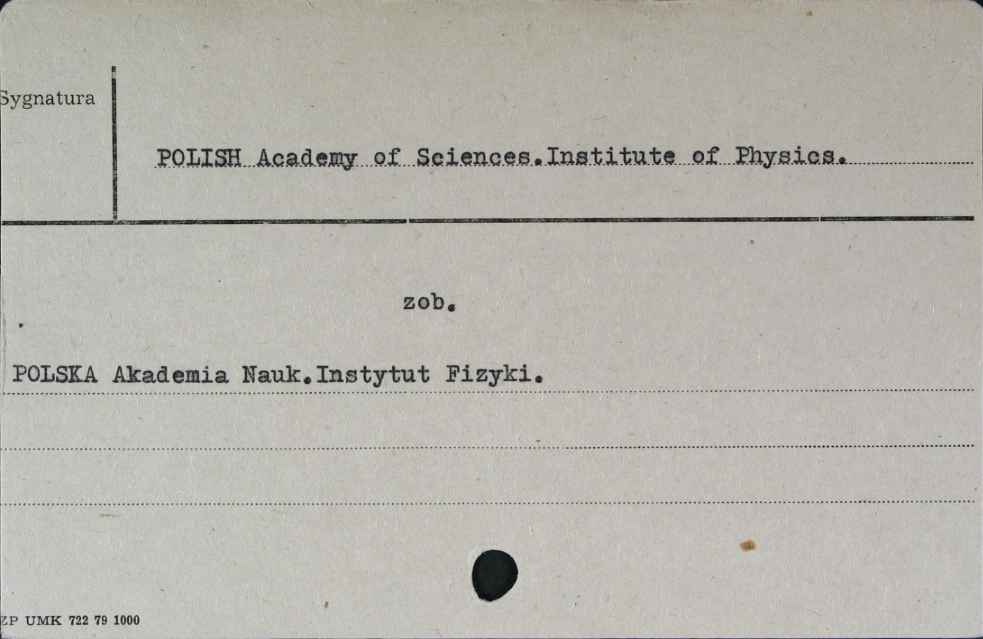 Sygnatura
POLISH Academy of Sciences.Institute of Physics.
zob.
POLSKA Akademia Nauk.Instytut Fizyki.
ZP UMK 722 79 1000